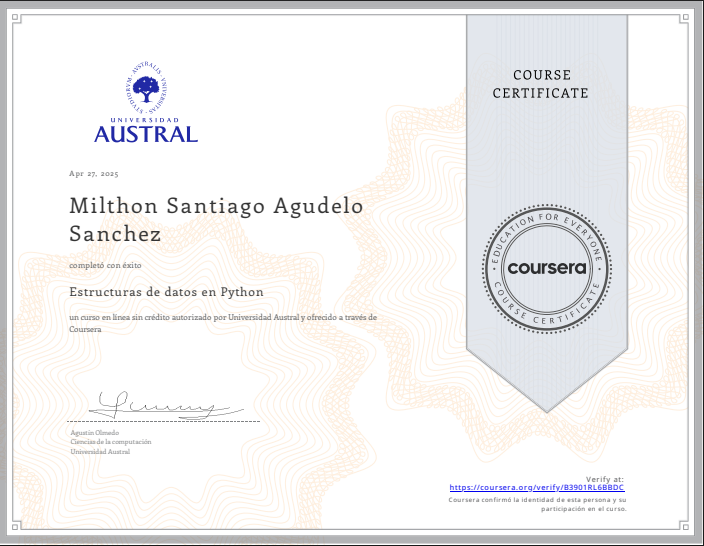 STUDIORVM · AVSTRALIS · VNIVERSITAS ·
UNIVERSIDAD
AUSTRAL
Apr 27, 2025
Milthon Santiago Agudelo
Sanchez
completó con éxito
Estructuras de datos en Python
un curso en línea sin crédito autorizado por Universidad Austral y ofrecido a través de
Coursera
Agustín Olmedo
Ciencias de la computación
Universidad Austral
COURSE
CERTIFICATE
EDUCATION FOR EVERYONE
coursera
COURSE CERTIFICATE
Verify at:
https://coursera.org/verify/B3901RL6BBDC
Coursera confirmó la identidad de esta persona y su
participación en el curso.